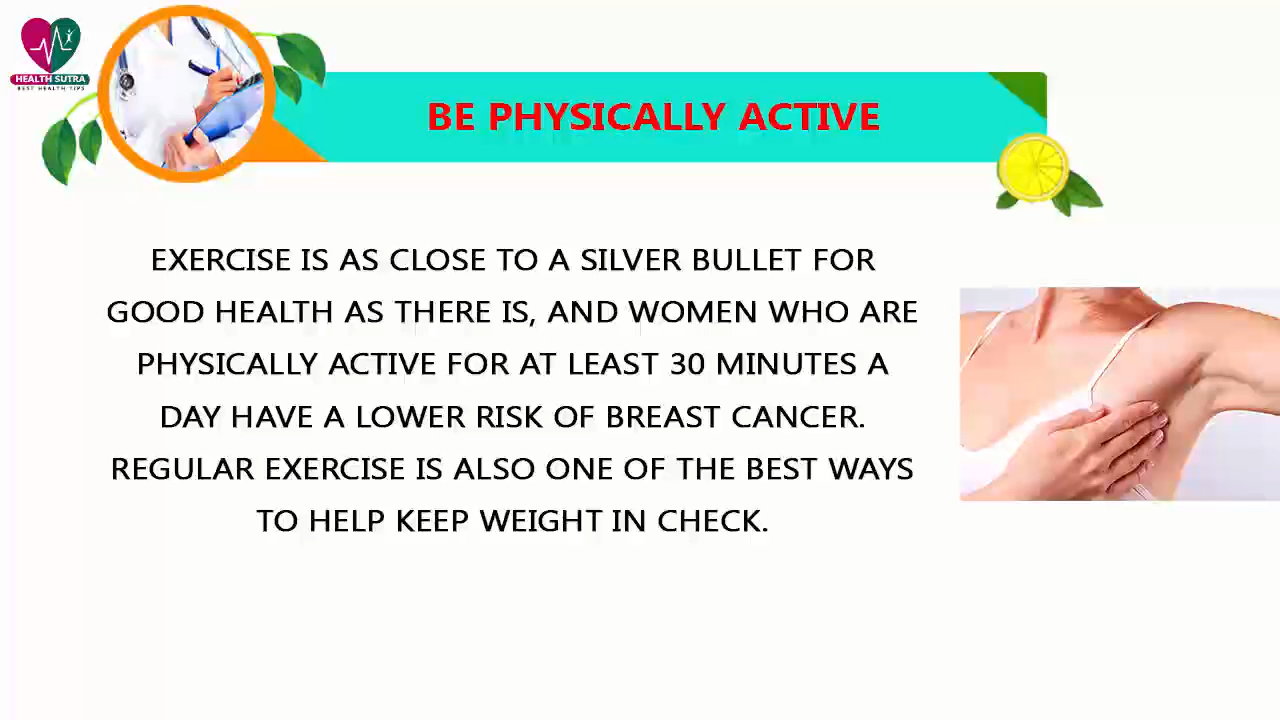 HEALTH SUTRA
BEST HEALTH TIPS
BE PHYSICALLY ACTIVE
EXERCISE IS AS CLOSE TO A SILVER BULLET FOR
GOOD HEALTH AS THERE IS, AND WOMEN WHO ARE
PHYSICALLY ACTIVE FOR AT LEAST 30 MINUTES A
DAY HAVE A LOWER RISK OF BREAST CANCER.
REGULAR EXERCISE IS ALSO ONE OF THE BEST WAYS
TO HELP KEEP WEIGHT IN CHECK.